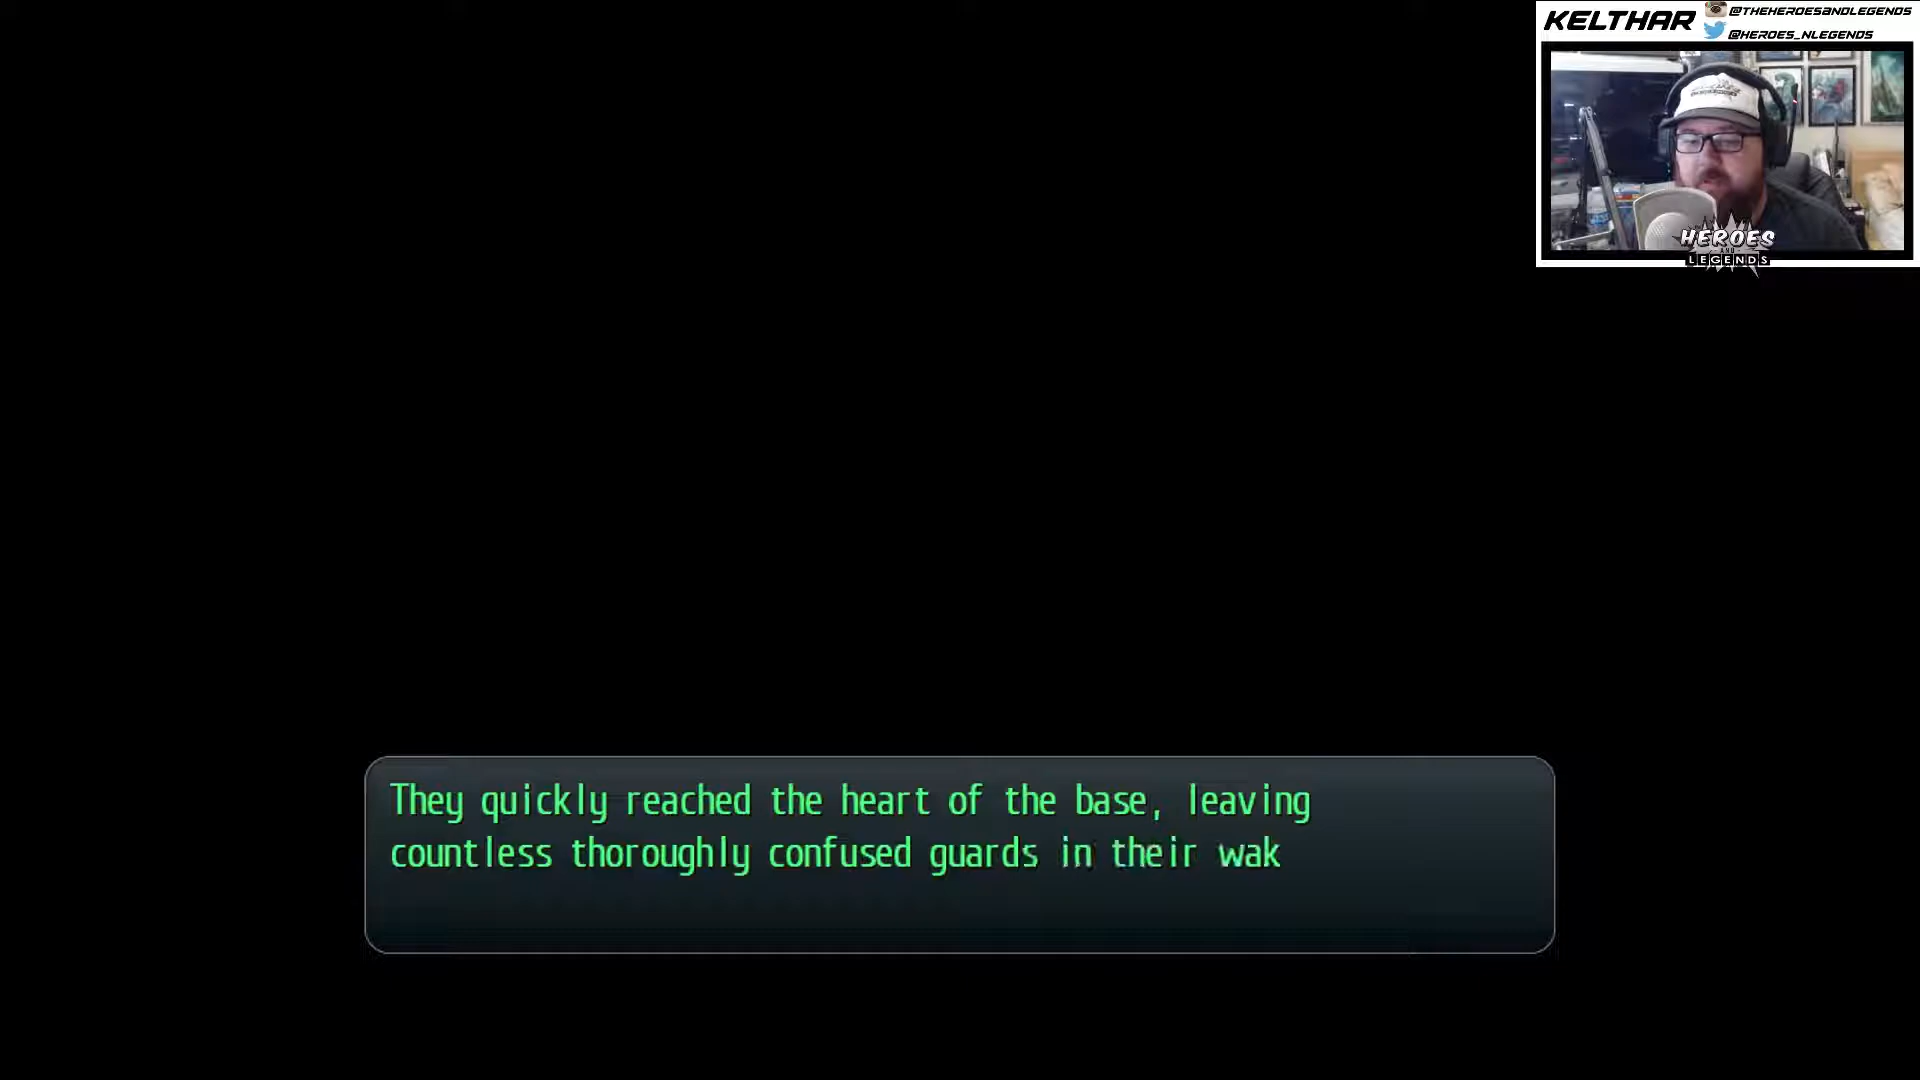 KELTHAR
@THEHEROESANDLEGENDS
@HEROES_NLEGENDS
HEROES
AND
LEGENDS
They quickly reached the heart of the base, leaving
countless thoroughly confused guards in their wak